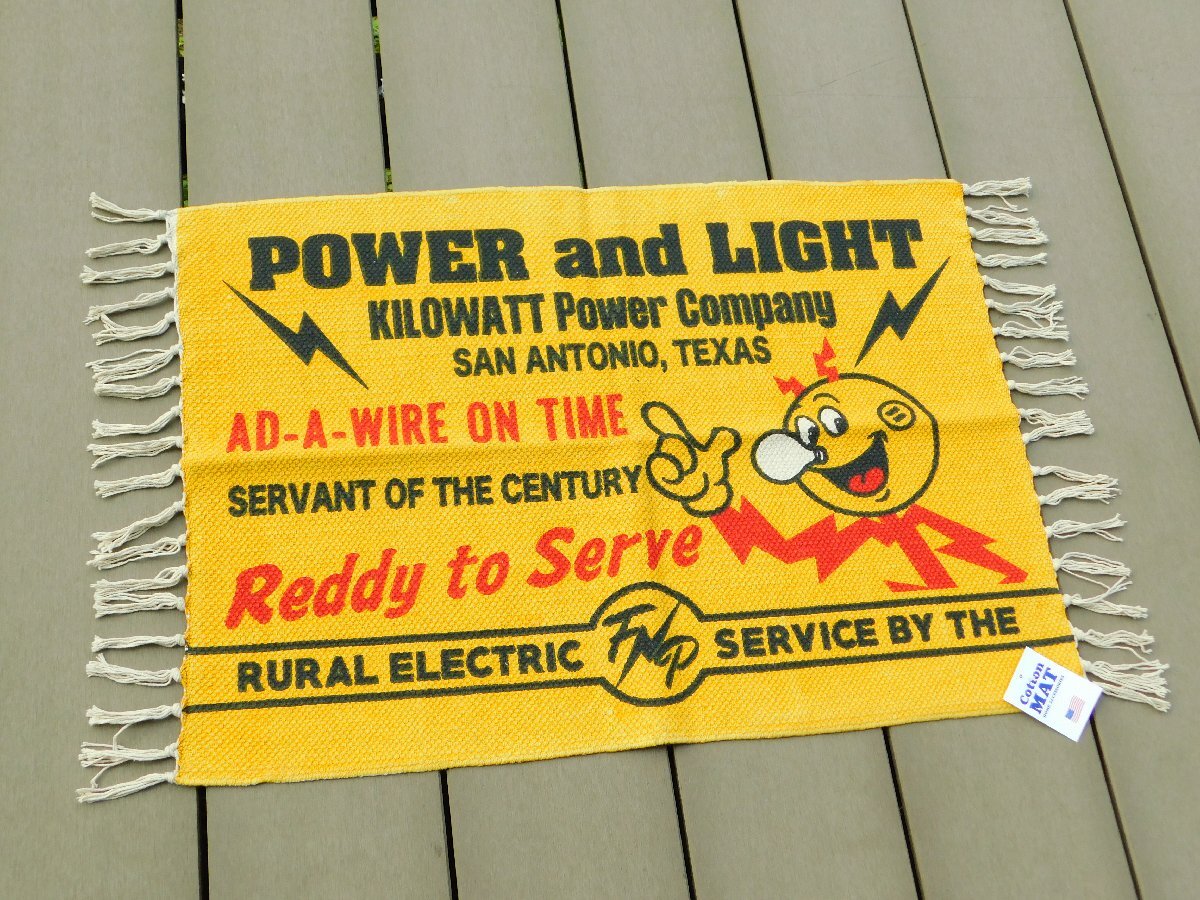 POWER and LIGHT
KILOWATT Power Company
SAN ANTONIO, TEXAS
AD-A-WIRE ON TIME
SERVANT OF THE CENTURY
Reddy to Serve
RURAL ELECTRIC FNP SERVICE BY THE
Cotton
MAT